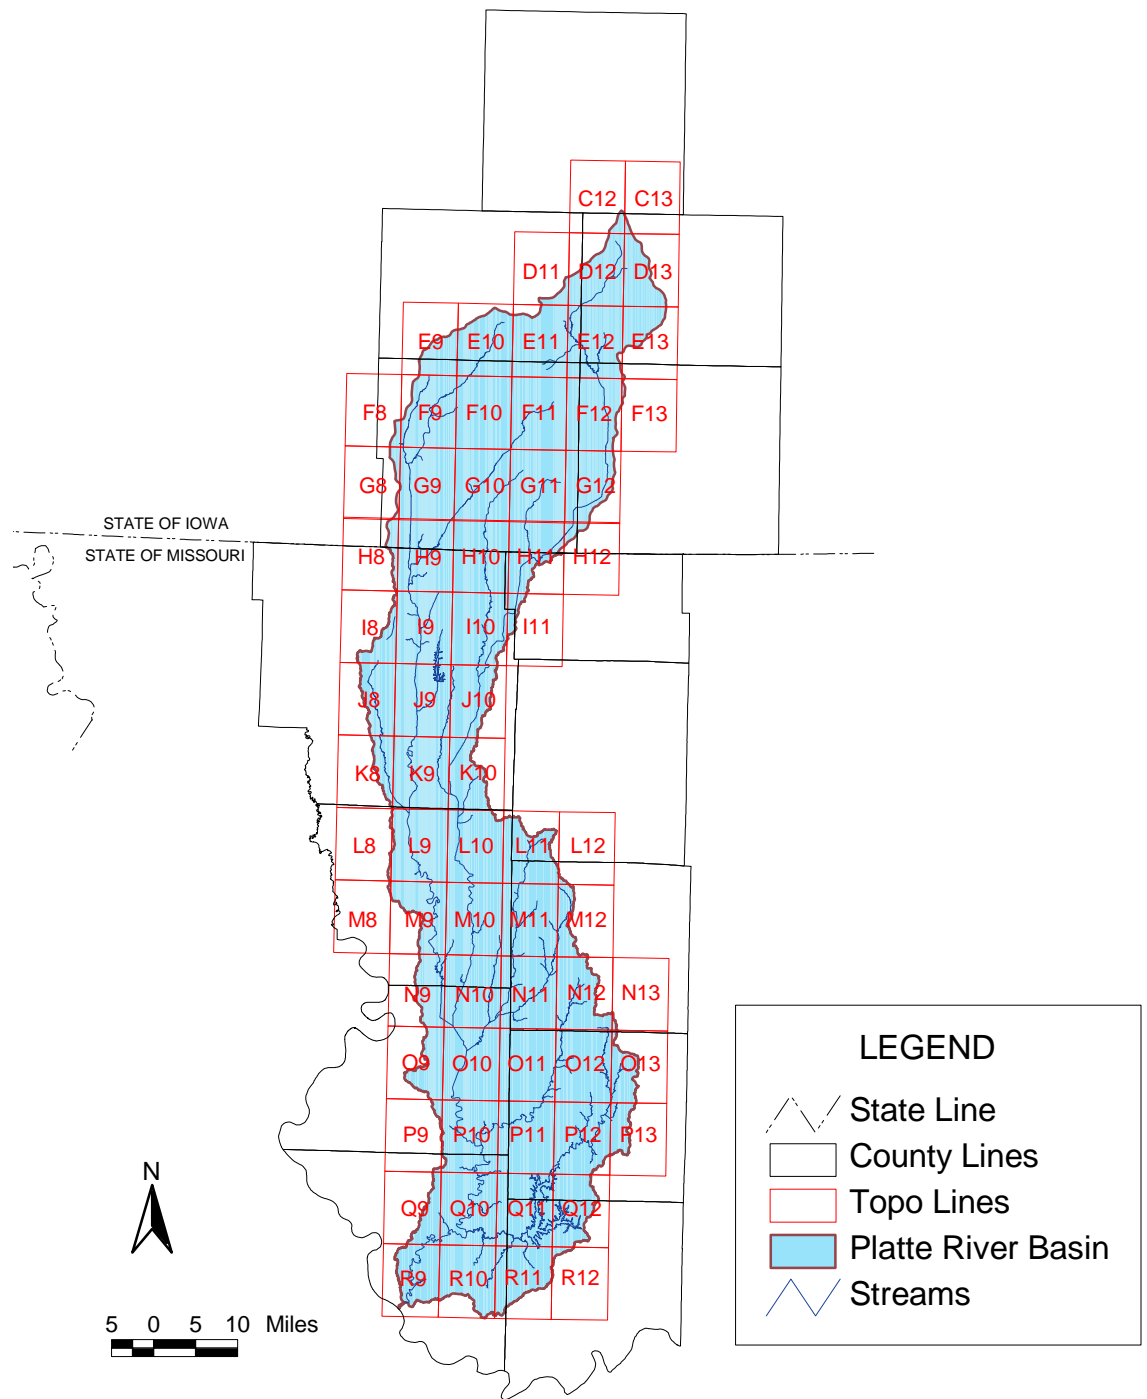 C12 C13
D11 D12 D13
E9 E10 E11 E12 E13
F8 F9 F10 F11 F12 F13
G8 G9 G10 G11 G12
STATE OF IOWA
STATE OF MISSOURI
H8 H9 H10 H11 H12
I8 I9 I10 I11
J8 J9 J10
K8 K9 K10
L8 L9 L10 L11 L12
M8 M9 M10 M11 M12
N9 N10 N11 N12 N13
O9 O10 O11 O12 O13
P9 P10 P11 P12 P13
Q9 Q10 Q11 Q12
R9 R10 R11 R12
N
5 0 5 10 Miles
LEGEND
State Line
County Lines
Topo Lines
Platte River Basin
Streams